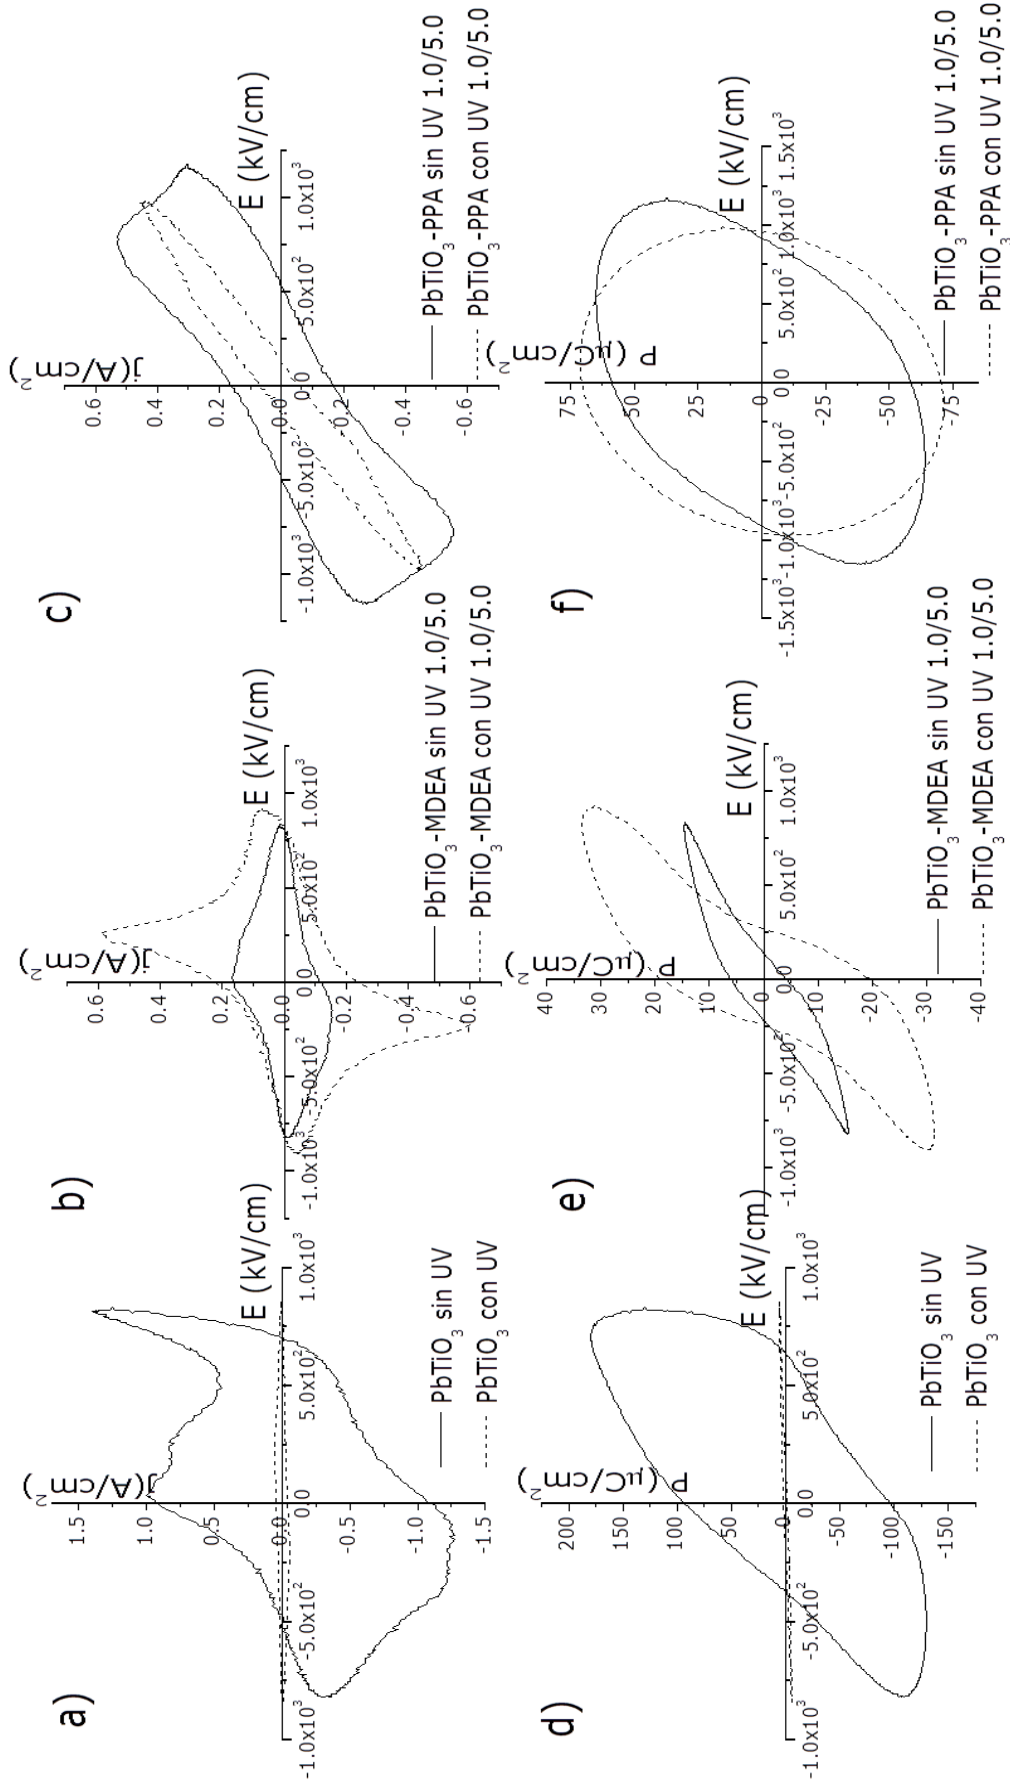 a)
j(A/cm²)
1.5
1.0
0.5
0.0
-0.5
-1.0
-1.5
-1.0x10³
-5.0x10²
0.0
5.0x10²
1.0x10³
E (kV/cm)
PbTiO₃ sin UV
PbTiO₃ con UV
b)
j(A/cm²)
0.6
0.4
0.2
0.0
-0.2
-0.4
-0.6
-1.0x10³
-5.0x10²
0.0
5.0x10²
1.0x10³
E (kV/cm)
PbTiO₃-MDEA sin UV 1.0/5.0
PbTiO₃-MDEA con UV 1.0/5.0
c)
j(A/cm²)
0.6
0.4
0.2
0.0
-0.2
-0.4
-0.6
-1.0x10³
-5.0x10²
0.0
5.0x10²
1.0x10³
E (kV/cm)
PbTiO₃-PPA sin UV 1.0/5.0
PbTiO₃-PPA con UV 1.0/5.0
d)
P (μC/cm²)
200
150
100
50
0
-50
-100
-150
-1.0x10³
-5.0x10²
0.0
5.0x10²
1.0x10³
E (kV/cm)
PbTiO₃ sin UV
PbTiO₃ con UV
e)
P (μC/cm²)
40
30
20
10
0
-10
-20
-30
-40
-1.0x10³
-5.0x10²
0.0
5.0x10²
1.0x10³
E (kV/cm)
PbTiO₃-MDEA sin UV 1.0/5.0
PbTiO₃-MDEA con UV 1.0/5.0
f)
P (μC/cm²)
75
50
25
0
-25
-50
-75
-1.5x10³
-1.0x10³
-5.0x10²
0.0
5.0x10²
1.0x10³
1.5x10³
E (kV/cm)
PbTiO₃-PPA sin UV 1.0/5.0
PbTiO₃-PPA con UV 1.0/5.0